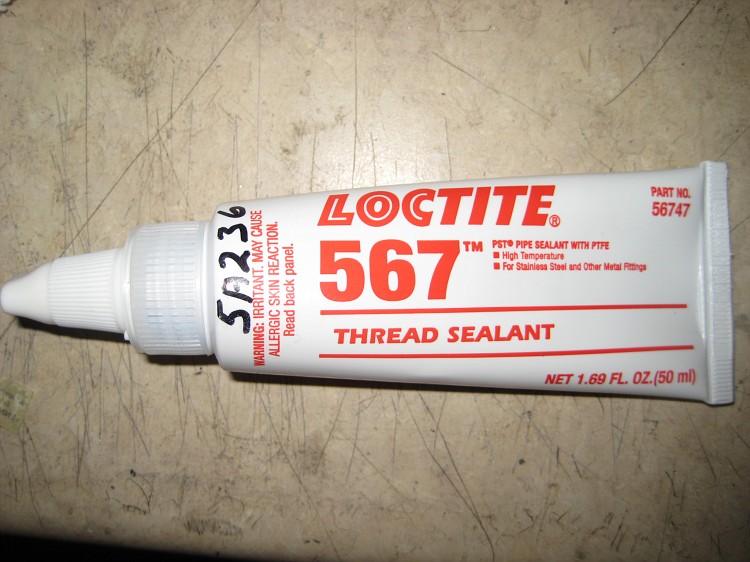 5A236
WARNING: IRRITANT. MAY CAUSE
ALLERGIC SKIN REACTION.
Read back panel.
LOCTITE®
567™
PST® PIPE SEALANT WITH PTFE
■ High Temperature
■ For Stainless Steel and Other Metal Fittings
PART NO.
56747
THREAD SEALANT
NET 1.69 FL. OZ.(50 ml)